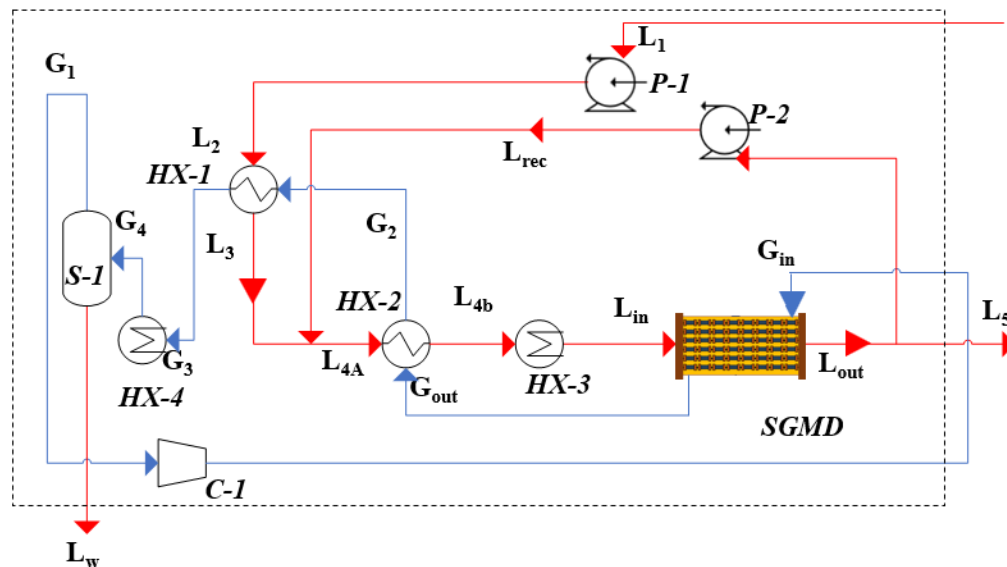 L1
G1
P-1
P-2
L2
Lrec
HX-1
G4
G2
S-1
L3
Gin
HX-2
L4b
Lin
L5
G3
L4A
Gout
HX-3
Lout
HX-4
SGMD
C-1
Lw